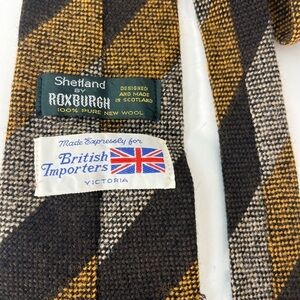 Shetland
BY
ROXBURGH
100% PURE NEW WOOL
DESIGNED
AND MADE
IN SCOTLAND
Made Expressly for
British
Importers
VICTORIA